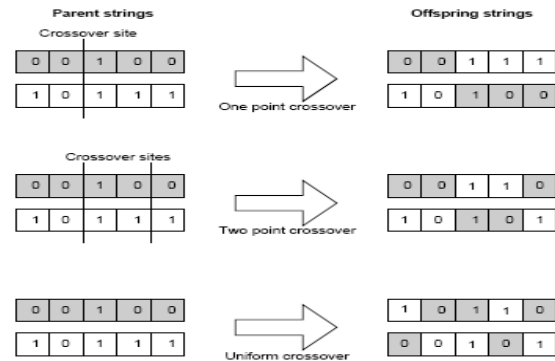 Parent strings
Offspring strings
Crossover site
0 0 1 0 0
0 0 1 1 1
1 0 1 1 1
1 0 1 0 0
One point crossover
Crossover sites
0 0 1 0 0
0 0 1 1 0
1 0 1 1 1
1 0 1 0 1
Two point crossover
0 0 1 0 0
1 0 1 1 0
1 0 1 1 1
0 0 1 0 1
Uniform crossover